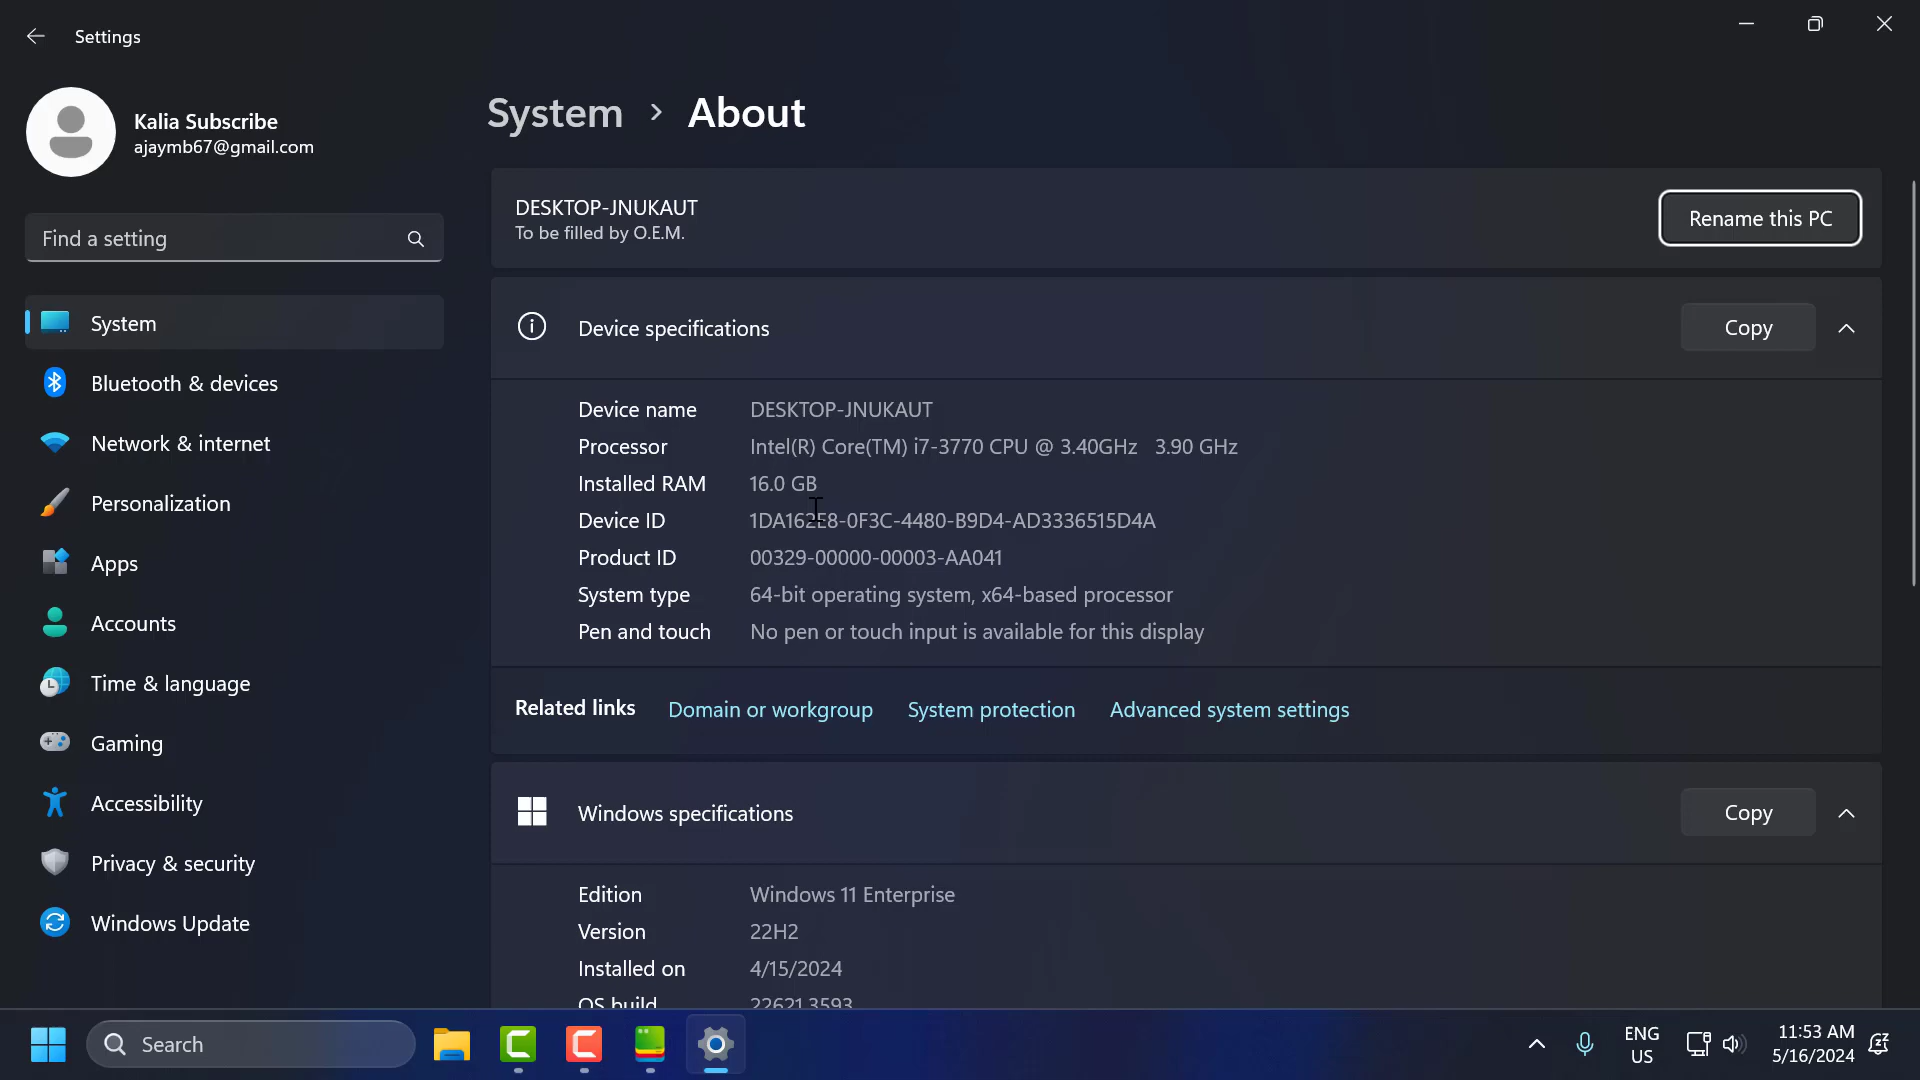 Settings
Kalia Subscribe
ajaymb67@gmail.com
Find a setting
System
Bluetooth & devices
Network & internet
Personalization
Apps
Accounts
Time & language
Gaming
Accessibility
Privacy & security
Windows Update
System > About
DESKTOP-JNUKAUT
To be filled by O.E.M.
Rename this PC
Device specifications
Copy
Device name DESKTOP-JNUKAUT
Processor Intel(R) Core(TM) i7-3770 CPU @ 3.40GHz 3.90 GHz
Installed RAM 16.0 GB
Device ID
Product ID 00329-00000-00003-AA041
System type 64-bit operating system, x64-based processor
Pen and touch No pen or touch input is available for this display
Related links Domain or workgroup System protection Advanced system settings
Windows specifications
Copy
Edition Windows 11 Enterprise
Version 22H2
Installed on 4/15/2024
OS build 22621.3593
Search
ENG
US
11:53 AM
5/16/2024